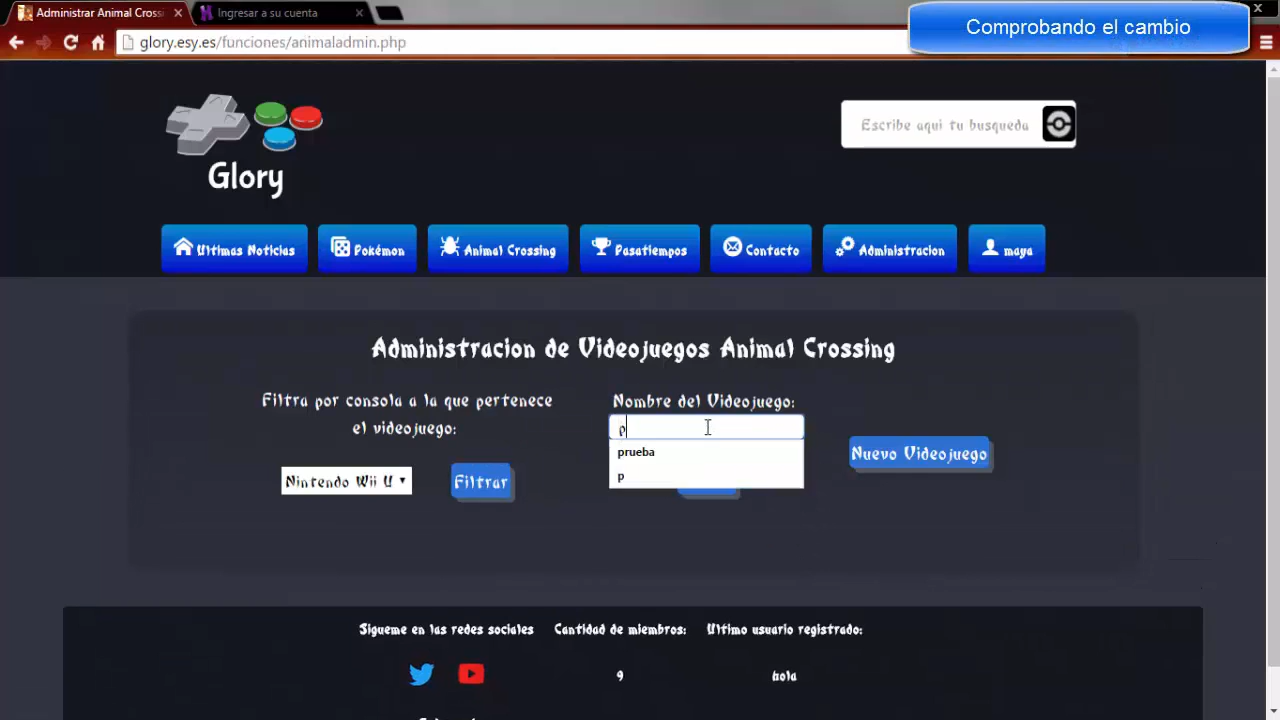 Administrar Animal Crossi
Ingresar a su cuenta
Comprobando el cambio
glory.esy.es/funciones/animaladmin.php
Glory
Escribe aqui tu busqueda
Ultimas Noticias
Pokémon
Animal Crossing
Pasatiempos
Contacto
Administracion
maya
Administracion de Videojuegos Animal Crossing
Filtra por consola a la que pertenece
el videojuego:
Nintendo Wii U
Filtrar
Nombre del Videojuego:
p
prueba
p
Nuevo Videojuego
Sigueme en las redes sociales
Cantidad de miembros:
9
Ultimo usuario registrado:
hola